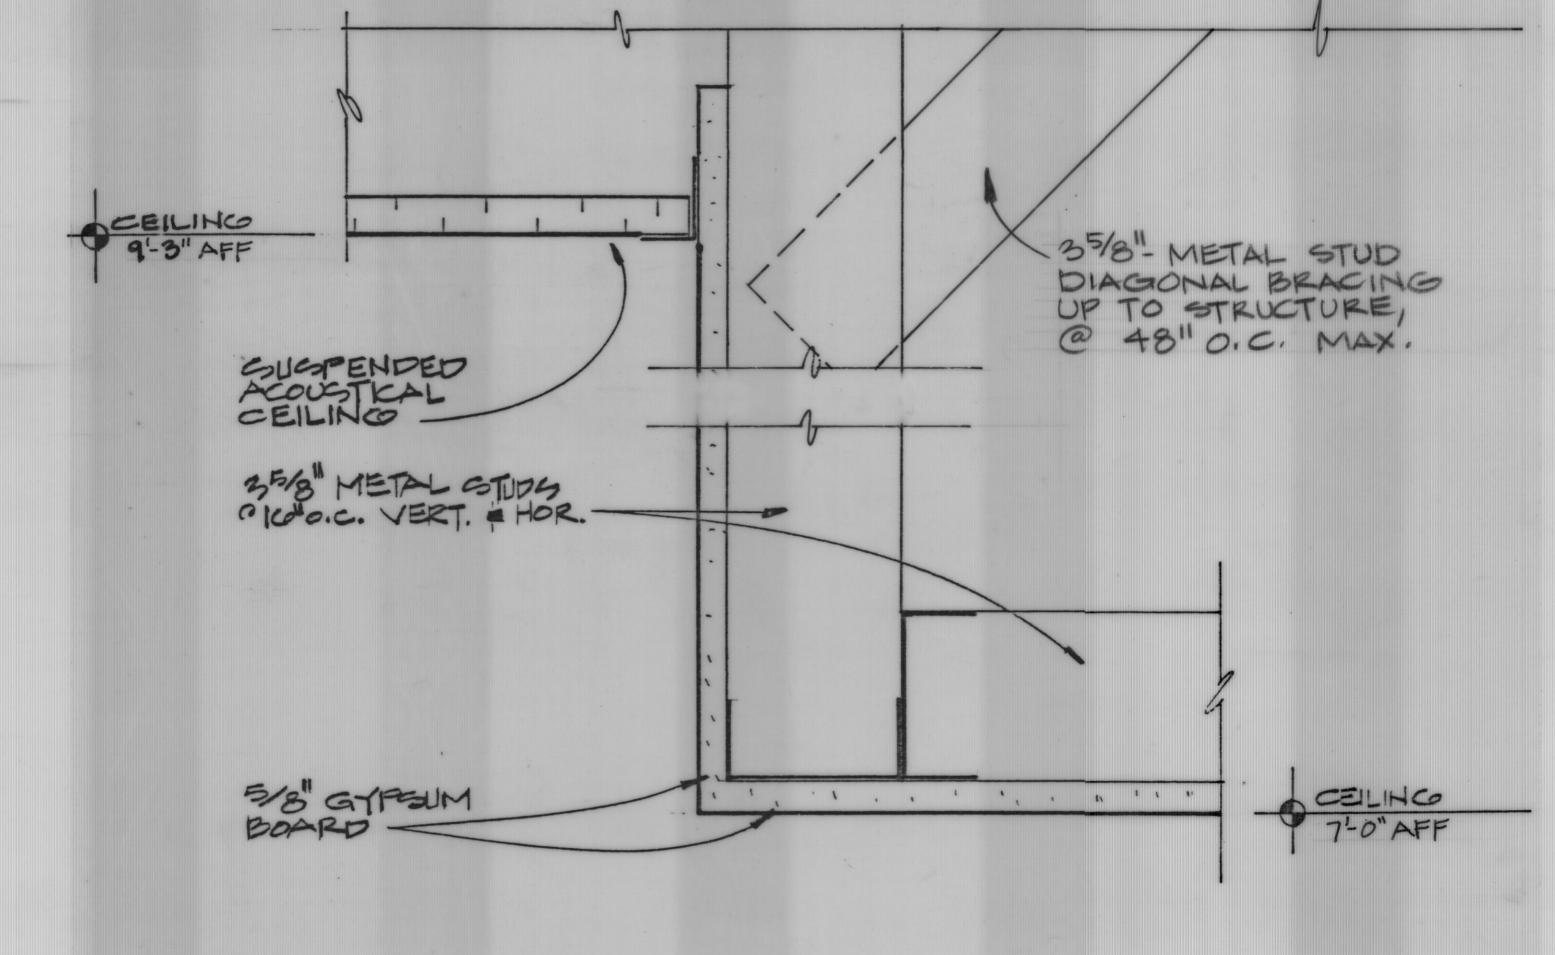 CEILING
9'-3" AFF
3 5/8" METAL STUD
DIAGONAL BRACING
UP TO STRUCTURE,
@ 48" O.C. MAX.
SUSPENDED
ACOUSTICAL
CEILING
3 5/8" METAL STUDS
@ 16" O.C. VERT. & HOR.
5/8" GYPSUM
BOARD
CEILING
7'-0" AFF